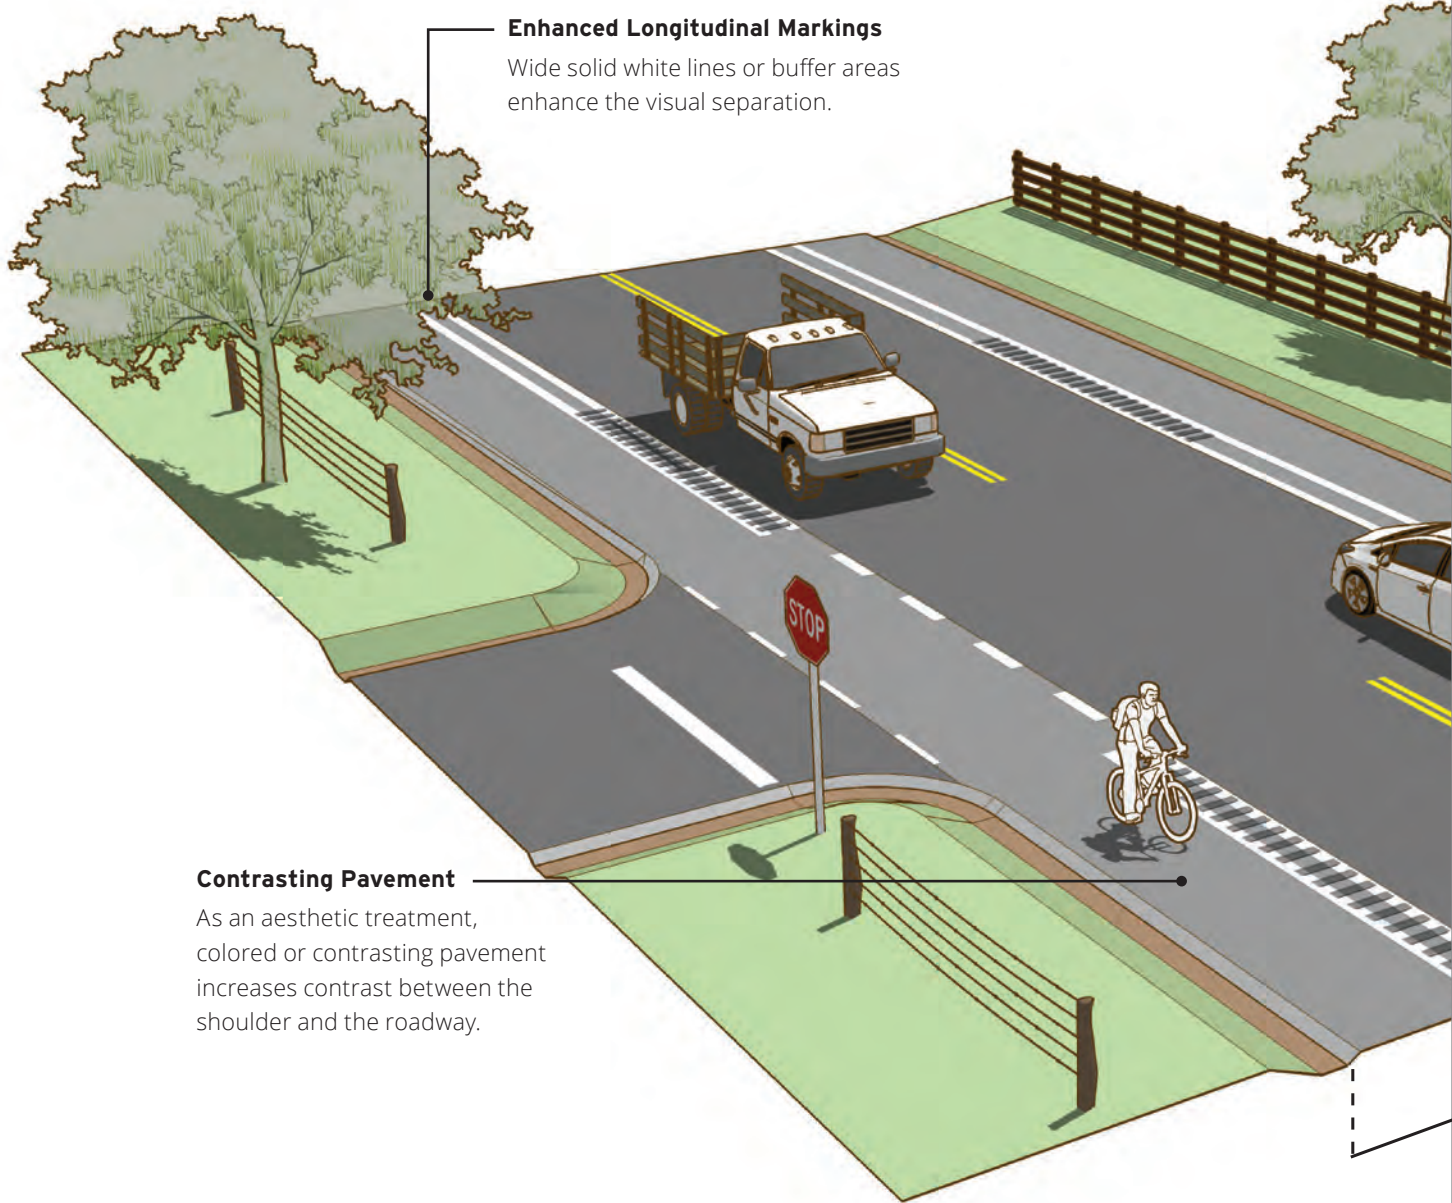 Enhanced Longitudinal Markings
Wide solid white lines or buffer areas
enhance the visual separation.
STOP
Contrasting Pavement
As an aesthetic treatment,
colored or contrasting pavement
increases contrast between the
shoulder and the roadway.